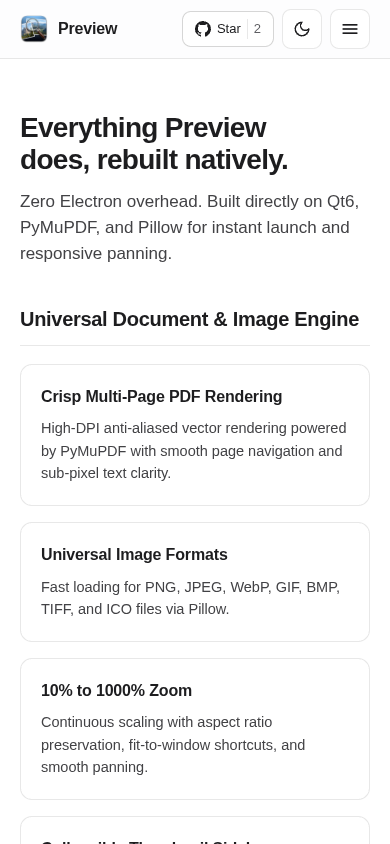 Preview
Star
2
Everything Preview
does, rebuilt natively.
Zero Electron overhead. Built directly on Qt6,
PyMuPDF, and Pillow for instant launch and
responsive panning.
Universal Document & Image Engine
Crisp Multi-Page PDF Rendering
High-DPI anti-aliased vector rendering powered
by PyMuPDF with smooth page navigation and
sub-pixel text clarity.
Universal Image Formats
Fast loading for PNG, JPEG, WebP, GIF, BMP,
TIFF, and ICO files via Pillow.
10% to 1000% Zoom
Continuous scaling with aspect ratio
preservation, fit-to-window shortcuts, and
smooth panning.